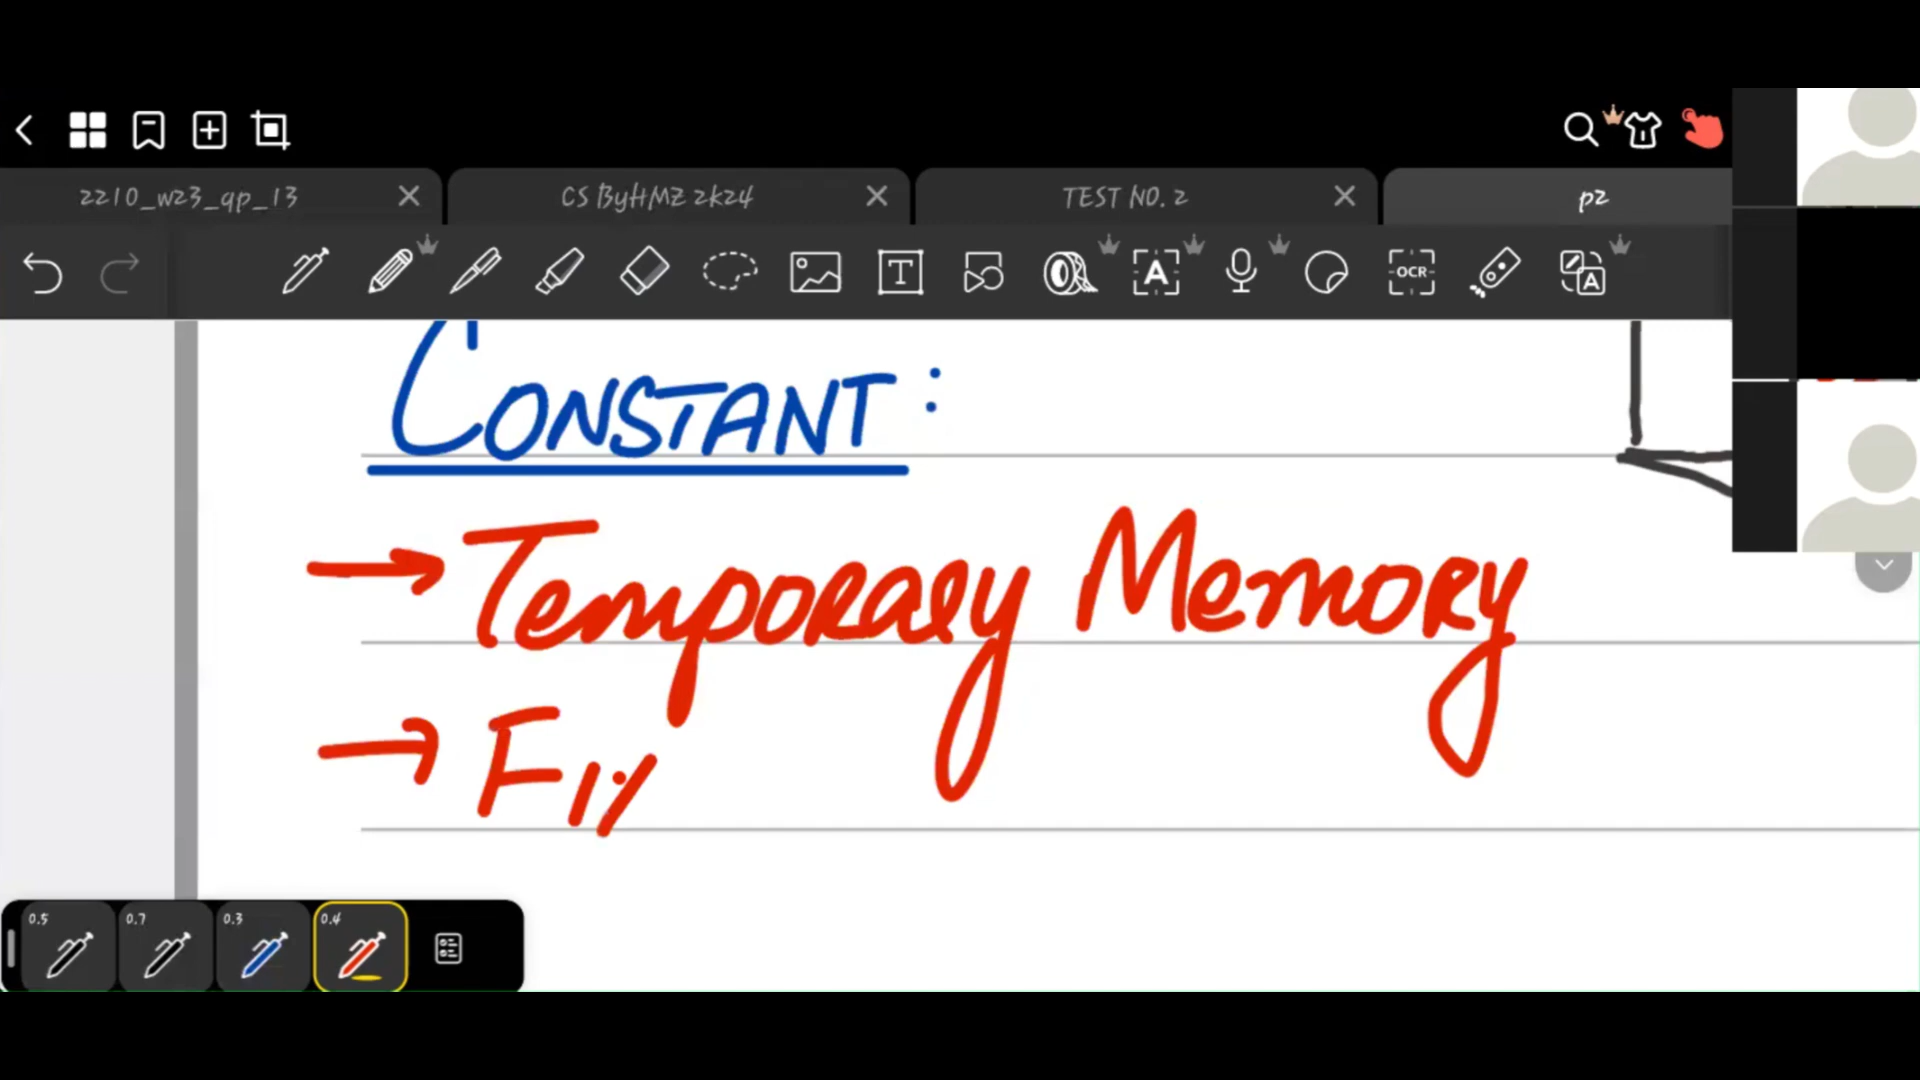 2210_w23_qp_13
CS ByHMZ 2k24
TEST NO. 2
p2
T
A
OCR
A
CONSTANT:
→ Temporary Memory
→ Fix
0.5
0.7
0.3
0.4